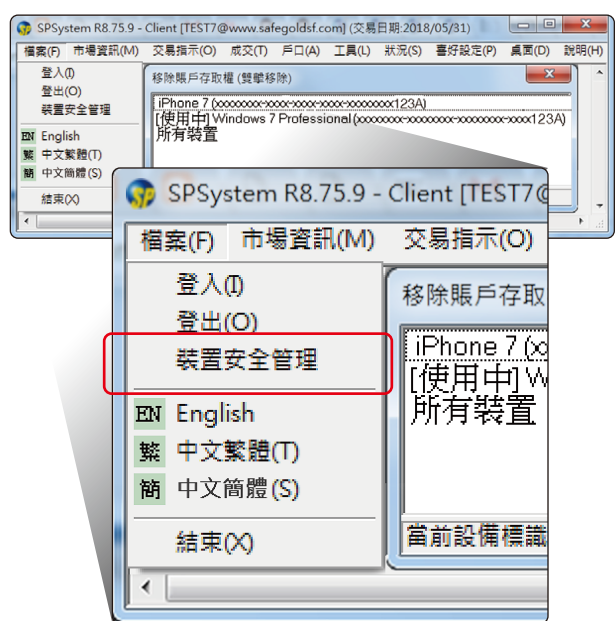 SPSystem R8.75.9 - Client [TEST7@www.safegoldsf.com] (交易日期:2018/05/31)
檔案(F) 市場資訊(M) 交易指示(O) 成交(T) 戶口(A) 工具(L) 狀況(S) 喜好設定(P) 桌面(D) 說明(H)
登入(I)
登出(O)
裝置安全管理
EN English
繁 中文繁體(T)
簡 中文簡體(S)
結束(X)
移除賬戶存取權 (雙擊移除)
iPhone 7 (xxxxxxxx-xxxx-xxxx-xxxx-xxxxxxxx123A)
[使用中] Windows 7 Professional (
123A)
所有裝置
SPSystem R8.75.9 - Client [TEST7@
檔案(F) 市場資訊(M) 交易指示(O)
登入(I)
登出(O)
裝置安全管理
EN English
繁 中文繁體(T)
簡 中文簡體(S)
結束(X)
移除賬戶存取
iPhone 7 (x
[使用中] W
所有裝置
當前設備標識